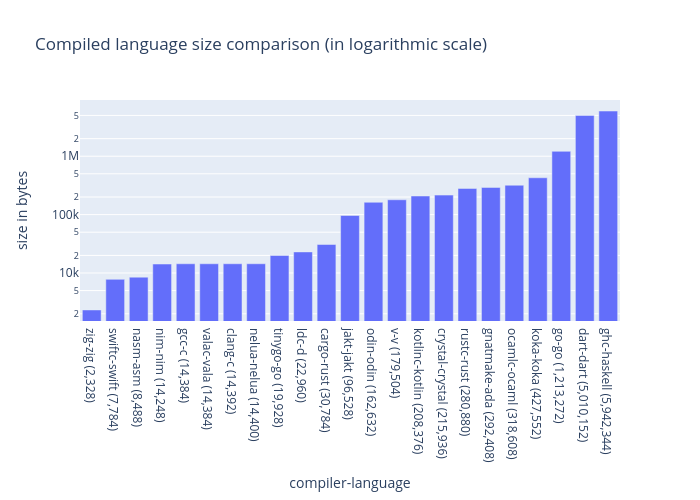 Compiled language size comparison (in logarithmic scale)
size in bytes
5
2
1M
5
2
100k
5
2
10k
5
2
zig-zig (2,328)
swiftc-swift (7,784)
nasm-asm (8,488)
nim-nim (14,248)
gcc-c (14,384)
valac-vala (14,384)
clang-c (14,392)
nelua-nelua (14,400)
tinygo-go (19,928)
ldc-d (22,960)
cargo-rust (30,784)
jakt-jakt (96,528)
odin-odin (162,632)
v-v (179,504)
kotlinc-kotlin (208,376)
crystal-crystal (215,936)
rustc-rust (280,880)
gnatmake-ada (292,408)
ocamlc-ocaml (318,608)
koka-koka (427,552)
go-go (1,213,272)
dart-dart (5,010,152)
ghc-haskell (5,942,344)
compiler-language